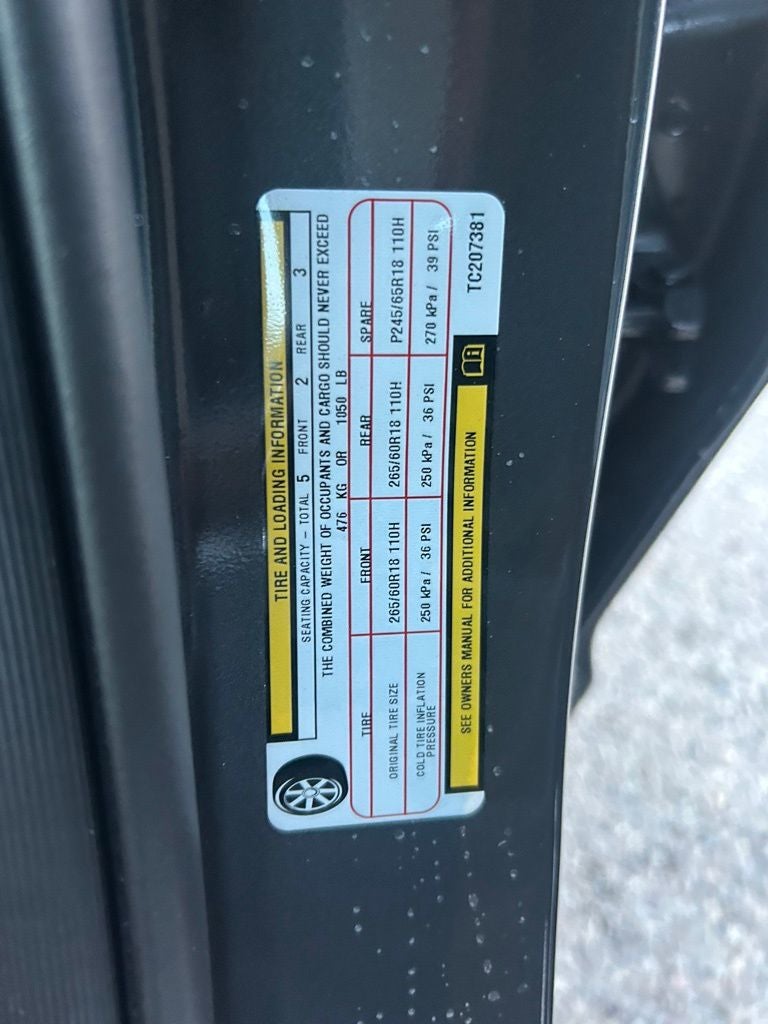 TIRE AND LOADING INFORMATION
SEATING CAPACITY – TOTAL 5 FRONT 2 REAR 3
THE COMBINED WEIGHT OF OCCUPANTS AND CARGO SHOULD NEVER EXCEED
476 KG OR 1050 LB
TIRE FRONT REAR SPARE
ORIGINAL TIRE SIZE 265/60R18 110H 265/60R18 110H P245/65R18 110H
COLD TIRE INFLATION PRESSURE 250 kPa / 36 PSI 250 kPa / 36 PSI 270 kPa / 39 PSI
SEE OWNERS MANUAL FOR ADDITIONAL INFORMATION
TC207381